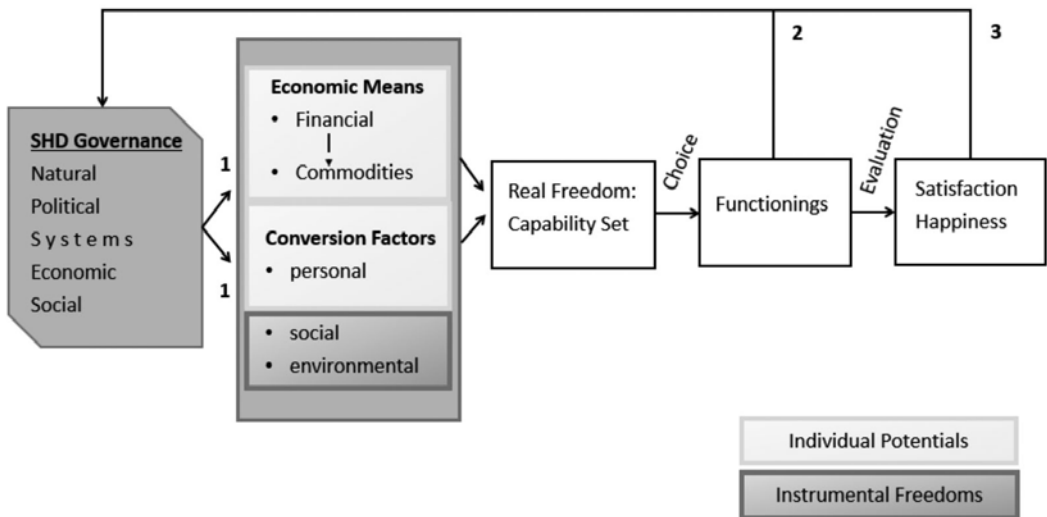 2
3
SHD Governance
Natural
Political
S y s t e m s
Economic
Social
1
1
Economic Means
• Financial
• Commodities
Conversion Factors
• personal
• social
• environmental
Real Freedom:
Capability Set
Choice
Functionings
Evaluation
Satisfaction
Happiness
Individual Potentials
Instrumental Freedoms